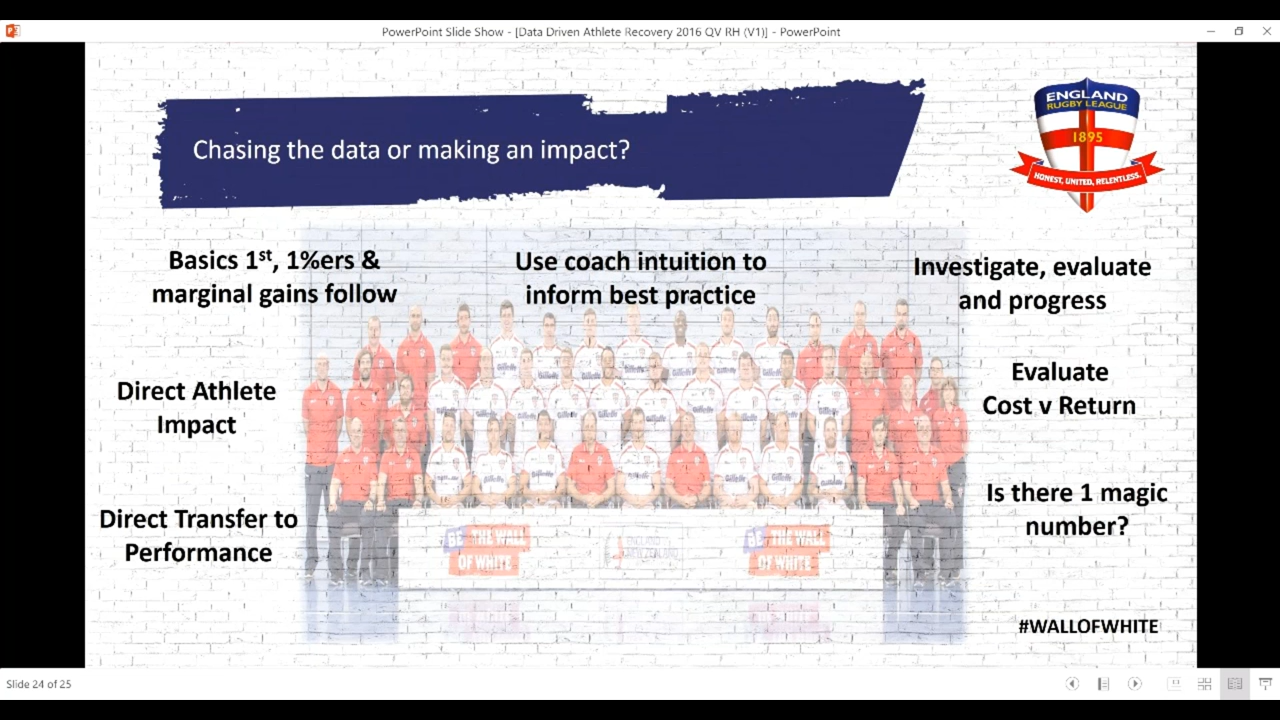 PowerPoint Slide Show - [Data Driven Athlete Recovery 2016 QV RH (V1)] - PowerPoint
Chasing the data or making an impact?
ENGLAND
RUGBY LEAGUE
1895
HONEST, UNITED, RELENTLESS.
Basics 1st, 1%ers &
marginal gains follow
Use coach intuition to
inform best practice
Investigate, evaluate
and progress
Direct Athlete
Impact
Evaluate
Cost v Return
Direct Transfer to
Performance
Is there 1 magic
number?
BE THE WALL
OF WHITE
BE THE WALL
OF WHITE
#WALLOFWHITE
Slide 24 of 25